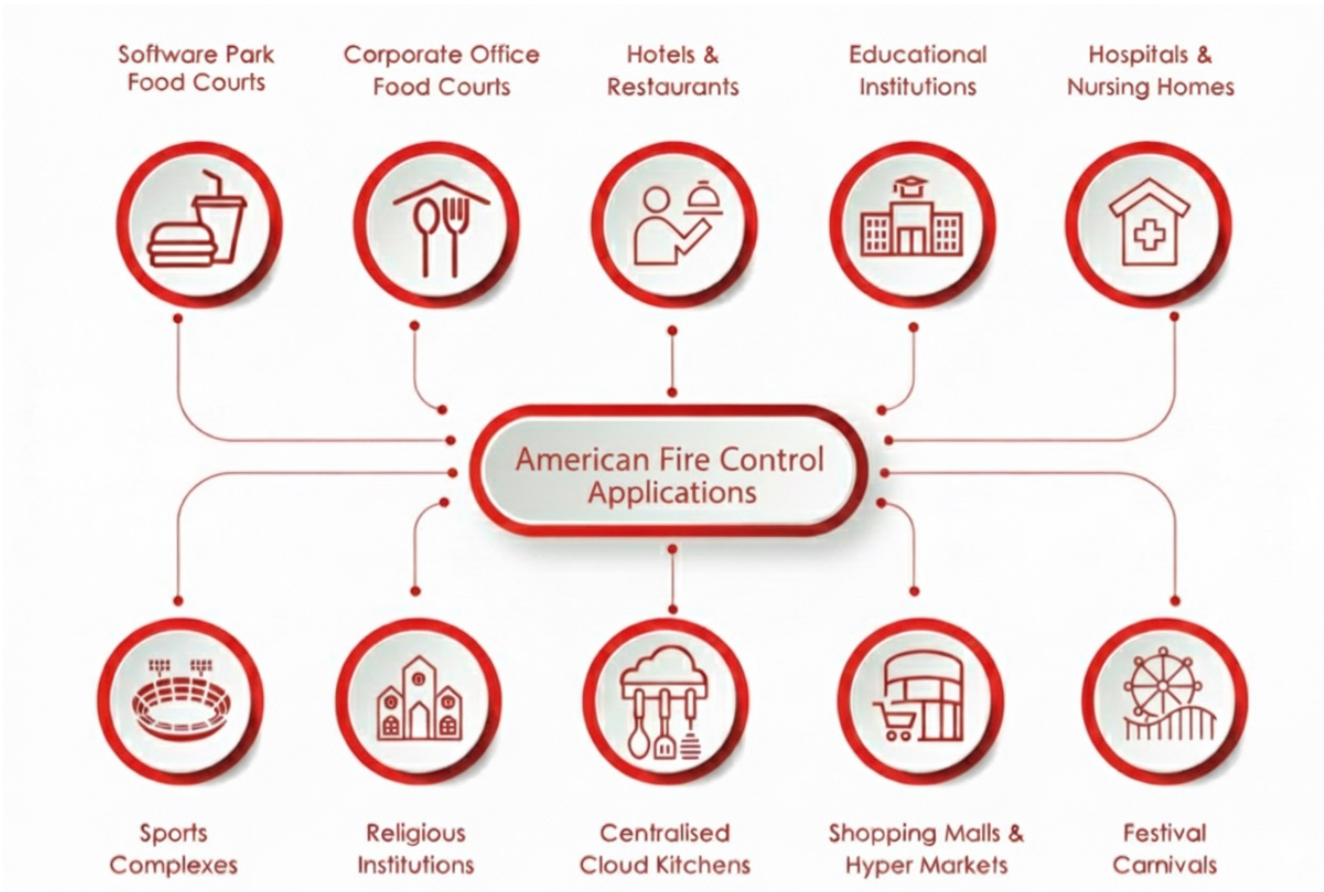 Software Park
Food Courts
Corporate Office
Food Courts
Hotels &
Restaurants
Educational
Institutions
Hospitals &
Nursing Homes
American Fire Control
Applications
Sports
Complexes
Religious
Institutions
Centralised
Cloud Kitchens
Shopping Malls &
Hyper Markets
Festival
Carnivals